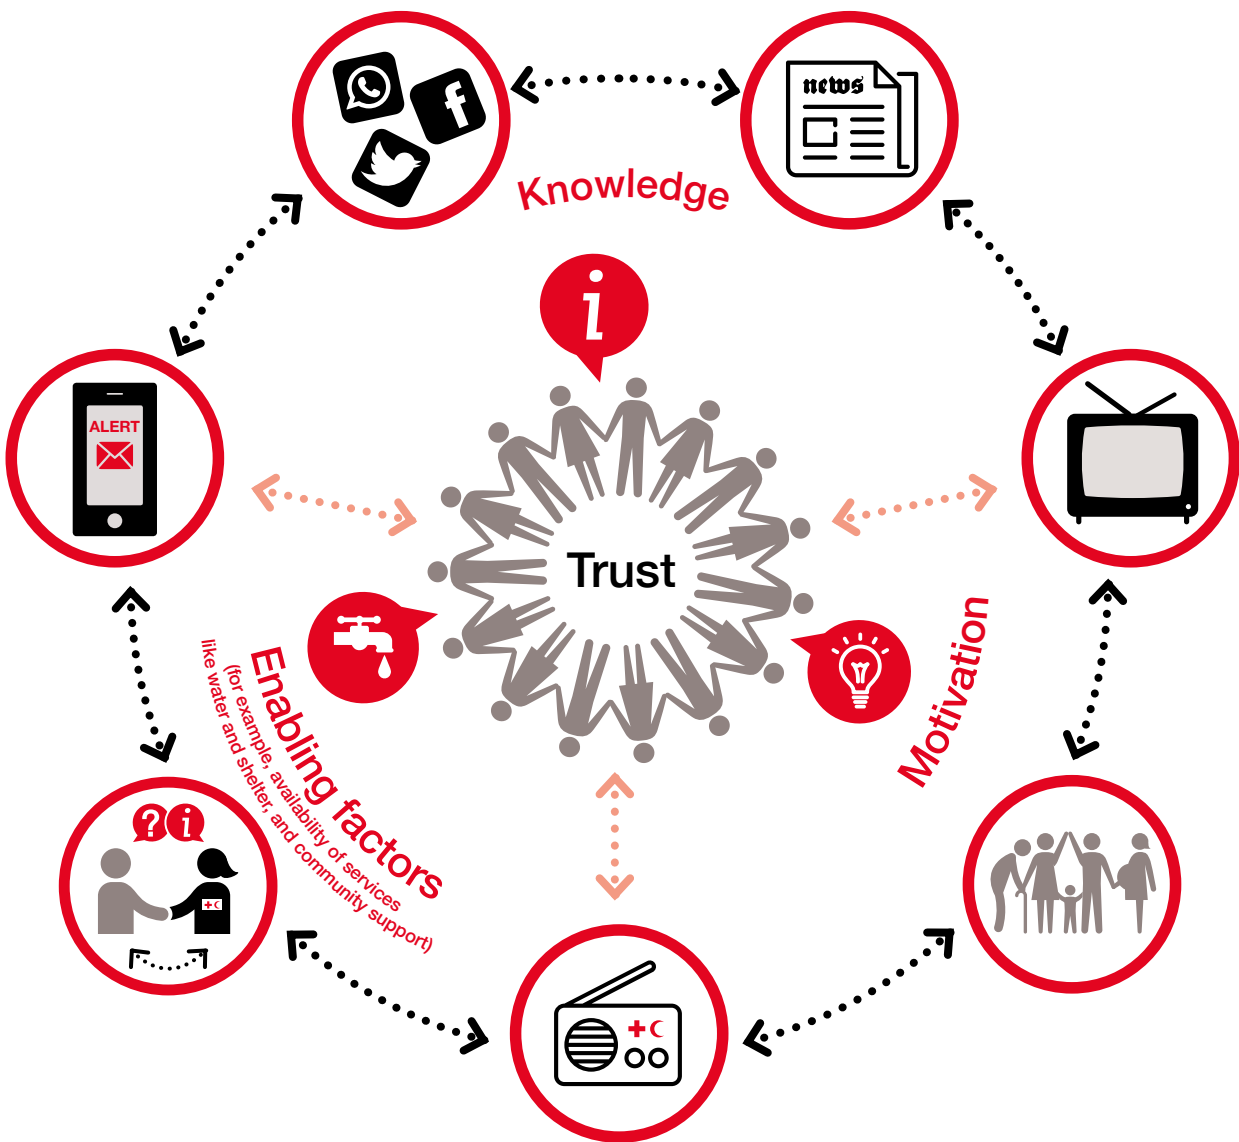 news
Knowledge
i
ALERT
Trust
Motivation
Enabling factors
(for example, availability of services
like water and shelter, and community support)
? i
f